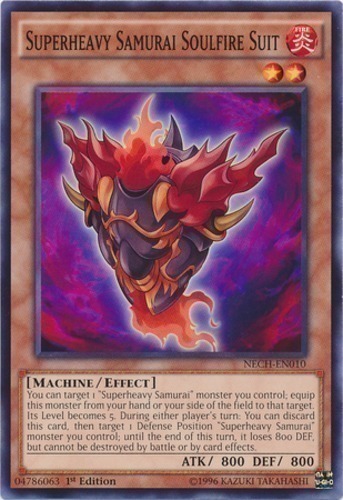 SUPERHEAVY SAMURAI SOULFIRE SUIT
FIRE
炎
NECH-EN010
[MACHINE/EFFECT]
You can target 1 "Superheavy Samurai" monster you control; equip
this monster from your hand or your side of the field to that target.
Its Level becomes 5. During either player's turn: You can discard
this card, then target 1 Defense Position "Superheavy Samurai"
monster you control; until the end of this turn, it loses 800 DEF,
but cannot be destroyed by battle or by card effects.
ATK/ 800 DEF/ 800
04786063 1st Edition ©1996 KAZUKI TAKAHASHI